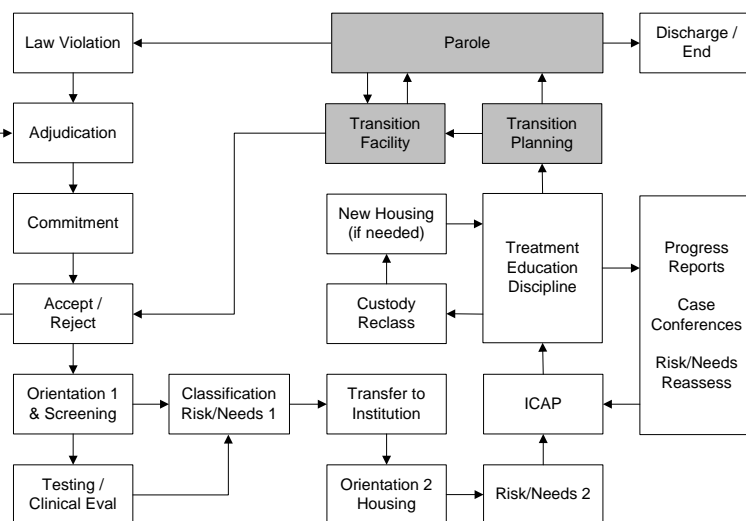 Law Violation
Parole
Discharge /
End
Adjudication
Transition
Facility
Transition
Planning
Commitment
New Housing
(if needed)
Treatment
Education
Discipline
Progress
Reports
Case
Conferences
Risk/Needs
Reassess
Accept /
Reject
Custody
Reclass
Orientation 1
& Screening
Classification
Risk/Needs 1
Transfer to
Institution
ICAP
Testing /
Clinical Eval
Orientation 2
Housing
Risk/Needs 2